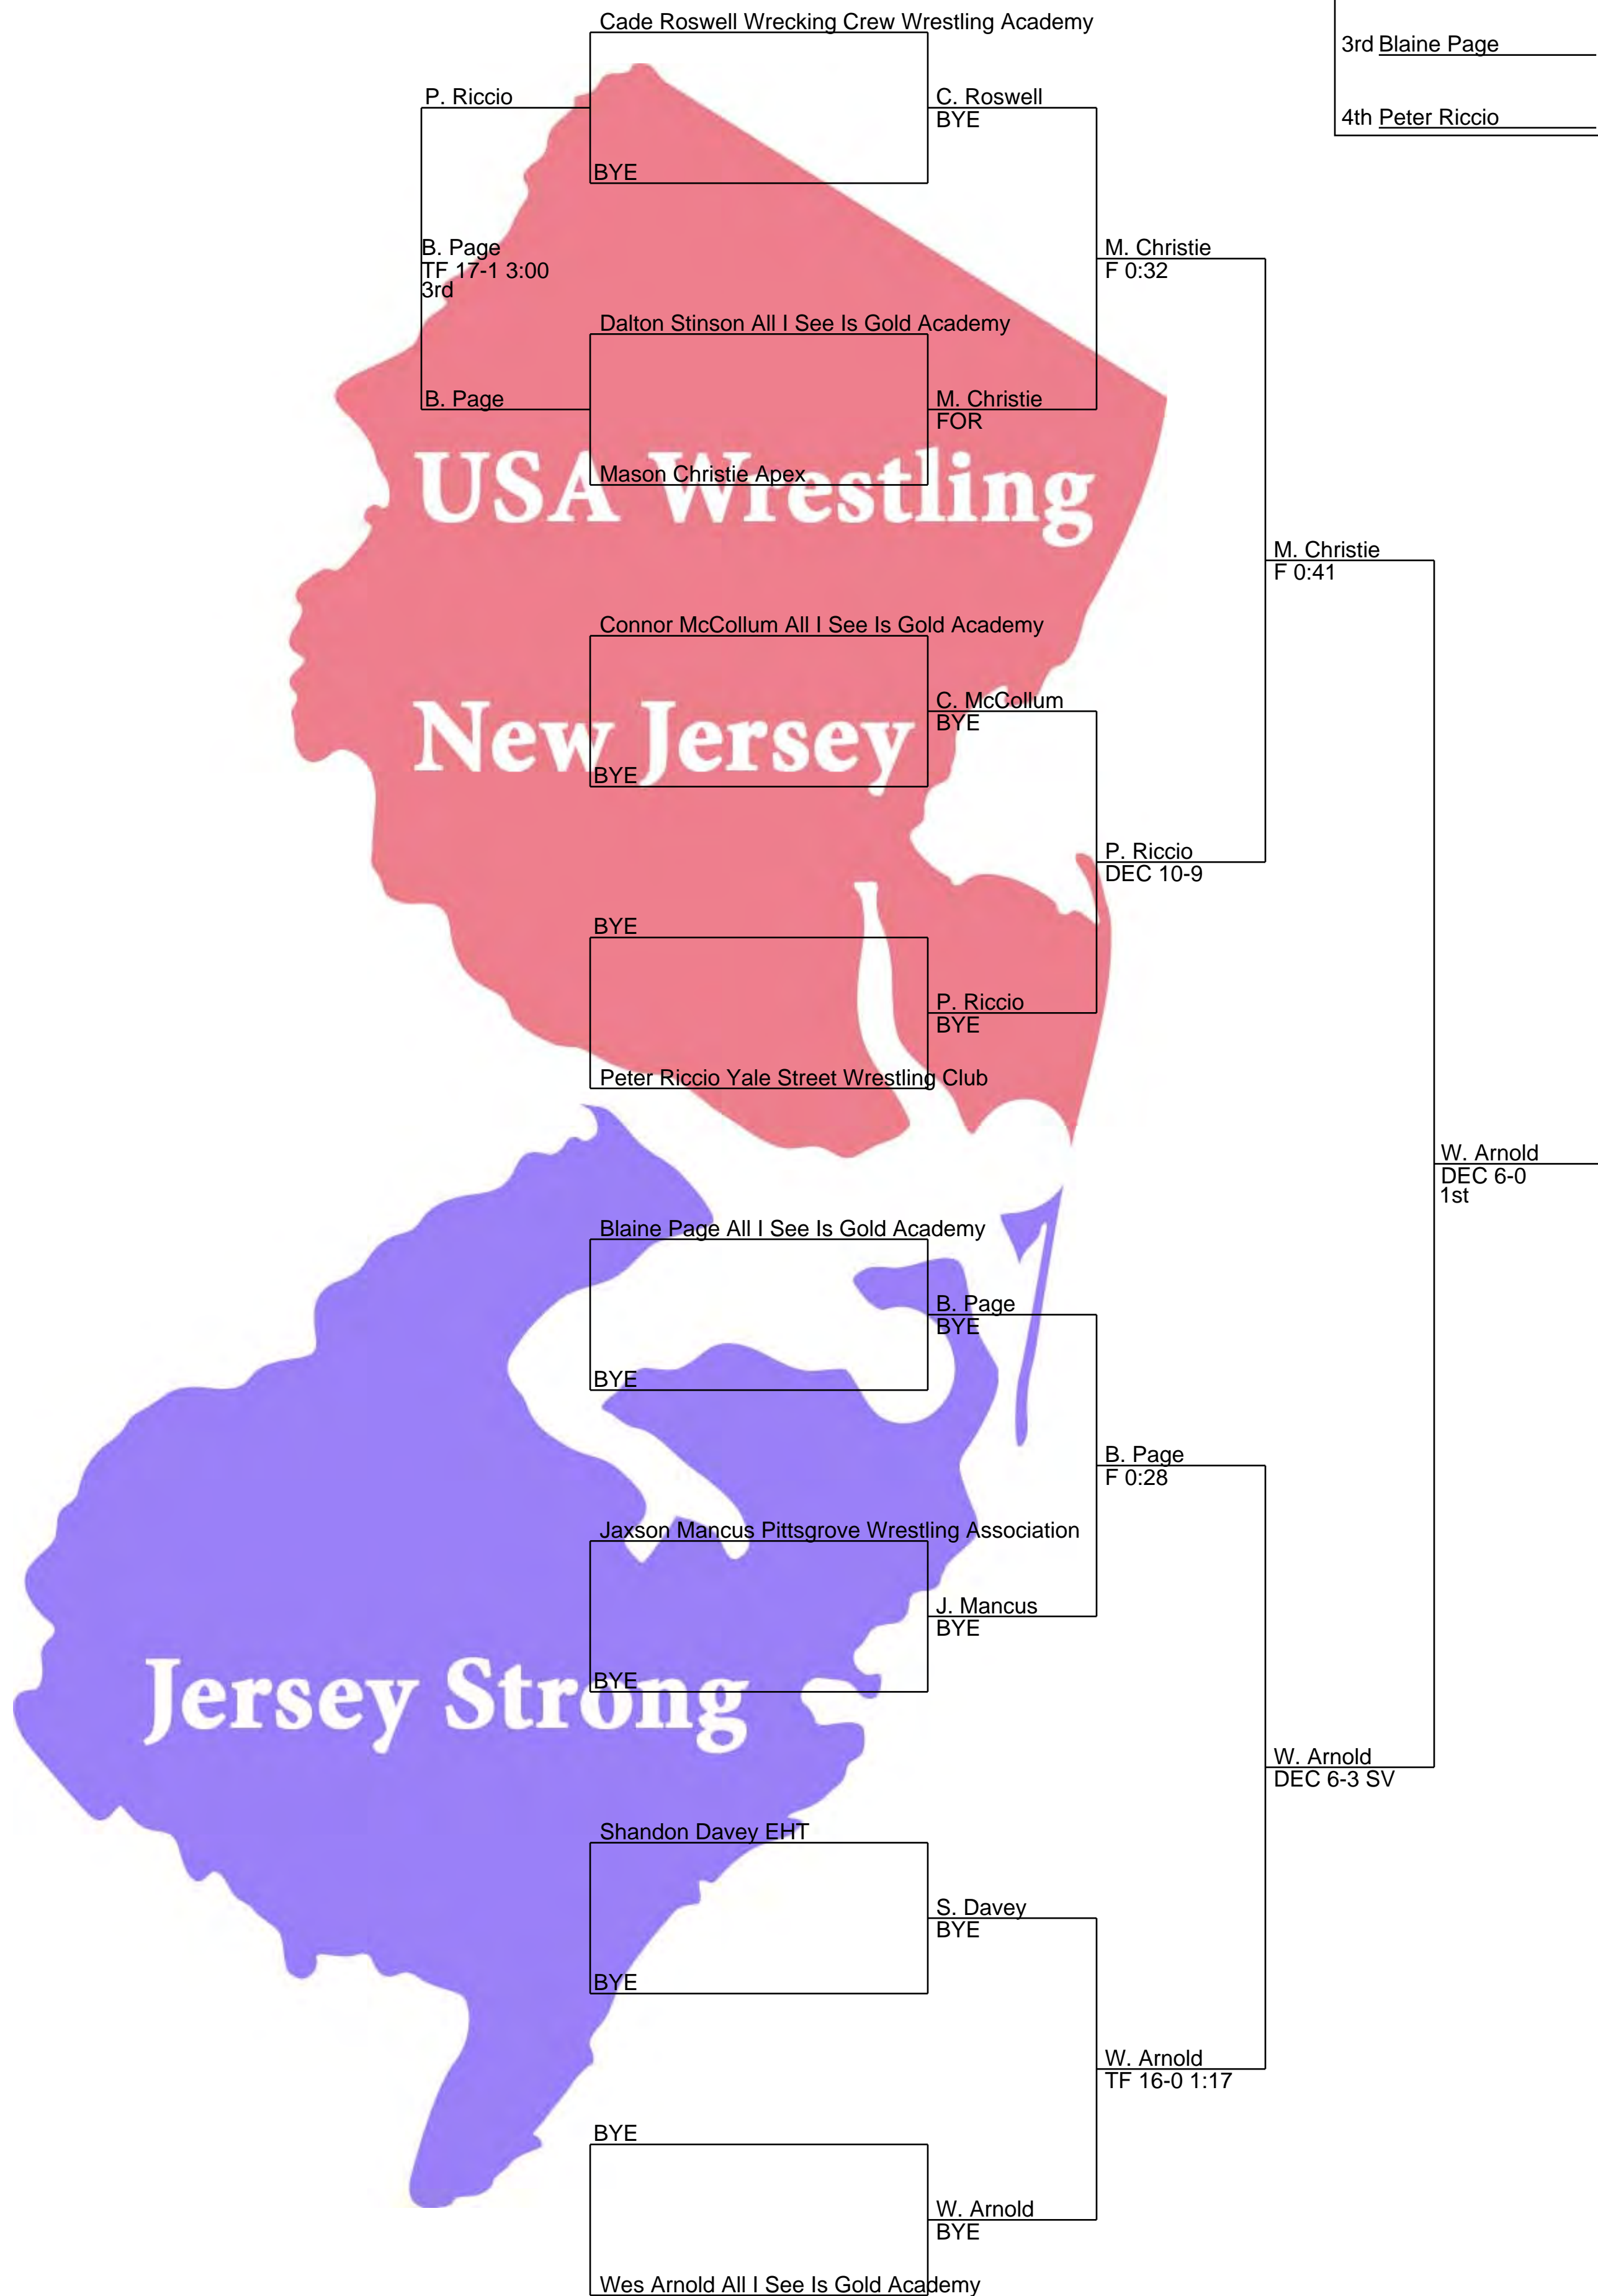 Cade Roswell Wrecking Crew Wrestling Academy
3rd Blaine Page
P. Riccio
C. Roswell
BYE
4th Peter Riccio
BYE
B. Page
TF 17-1 3:00
3rd
M. Christie
F 0:32
Dalton Stinson All I See Is Gold Academy
B. Page
M. Christie
FOR
Mason Christie Apex
USA Wrestling
M. Christie
F 0:41
Connor McCollum All I See Is Gold Academy
C. McCollum
BYE
New Jersey
BYE
P. Riccio
DEC 10-9
BYE
P. Riccio
BYE
Peter Riccio Yale Street Wrestling Club
W. Arnold
DEC 6-0
1st
Blaine Page All I See Is Gold Academy
B. Page
BYE
BYE
B. Page
F 0:28
Jaxson Mancus Pittsgrove Wrestling Association
J. Mancus
BYE
BYE
Jersey Strong
W. Arnold
DEC 6-3 SV
Shandon Davey EHT
S. Davey
BYE
BYE
W. Arnold
TF 16-0 1:17
BYE
W. Arnold
BYE
Wes Arnold All I See Is Gold Academy